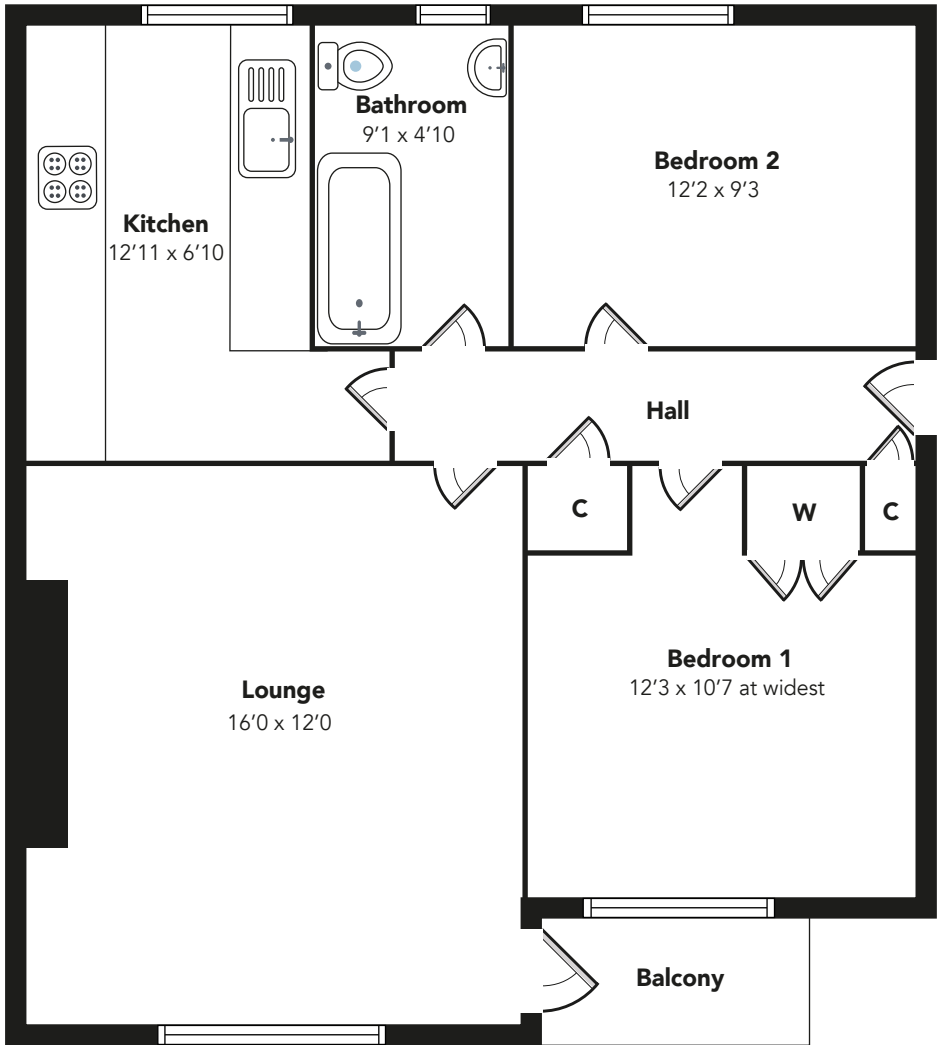 Bathroom
9'1 x 4'10
Bedroom 2
12'2 x 9'3
Kitchen
12'11 x 6'10
Hall
C
W
C
Bedroom 1
12'3 x 10'7 at widest
Lounge
16'0 x 12'0
Balcony